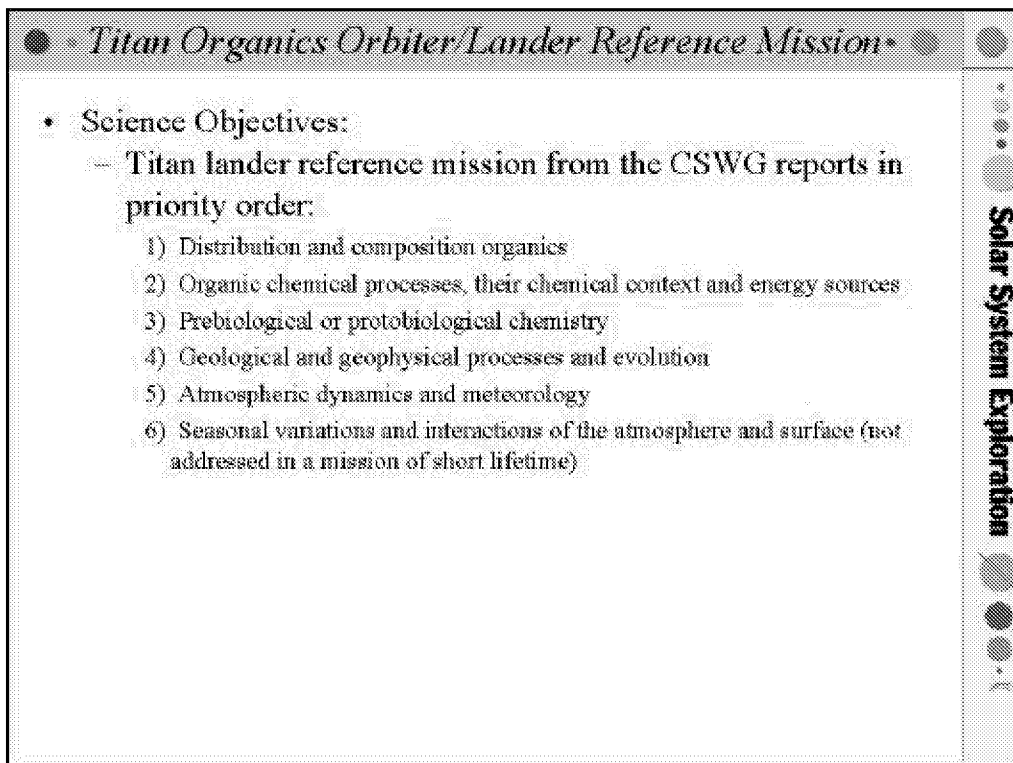 Titan Organics Orbiter/Lander Reference Mission
• Science Objectives:
– Titan lander reference mission from the CSWG reports in
priority order:
1) Distribution and composition organics
2) Organic chemical processes, their chemical context and energy sources
3) Prebiological or protobiological chemistry
4) Geological and geophysical processes and evolution
5) Atmospheric dynamics and meteorology
6) Seasonal variations and interactions of the atmosphere and surface (not
addressed in a mission of short lifetime)
Solar System Exploration